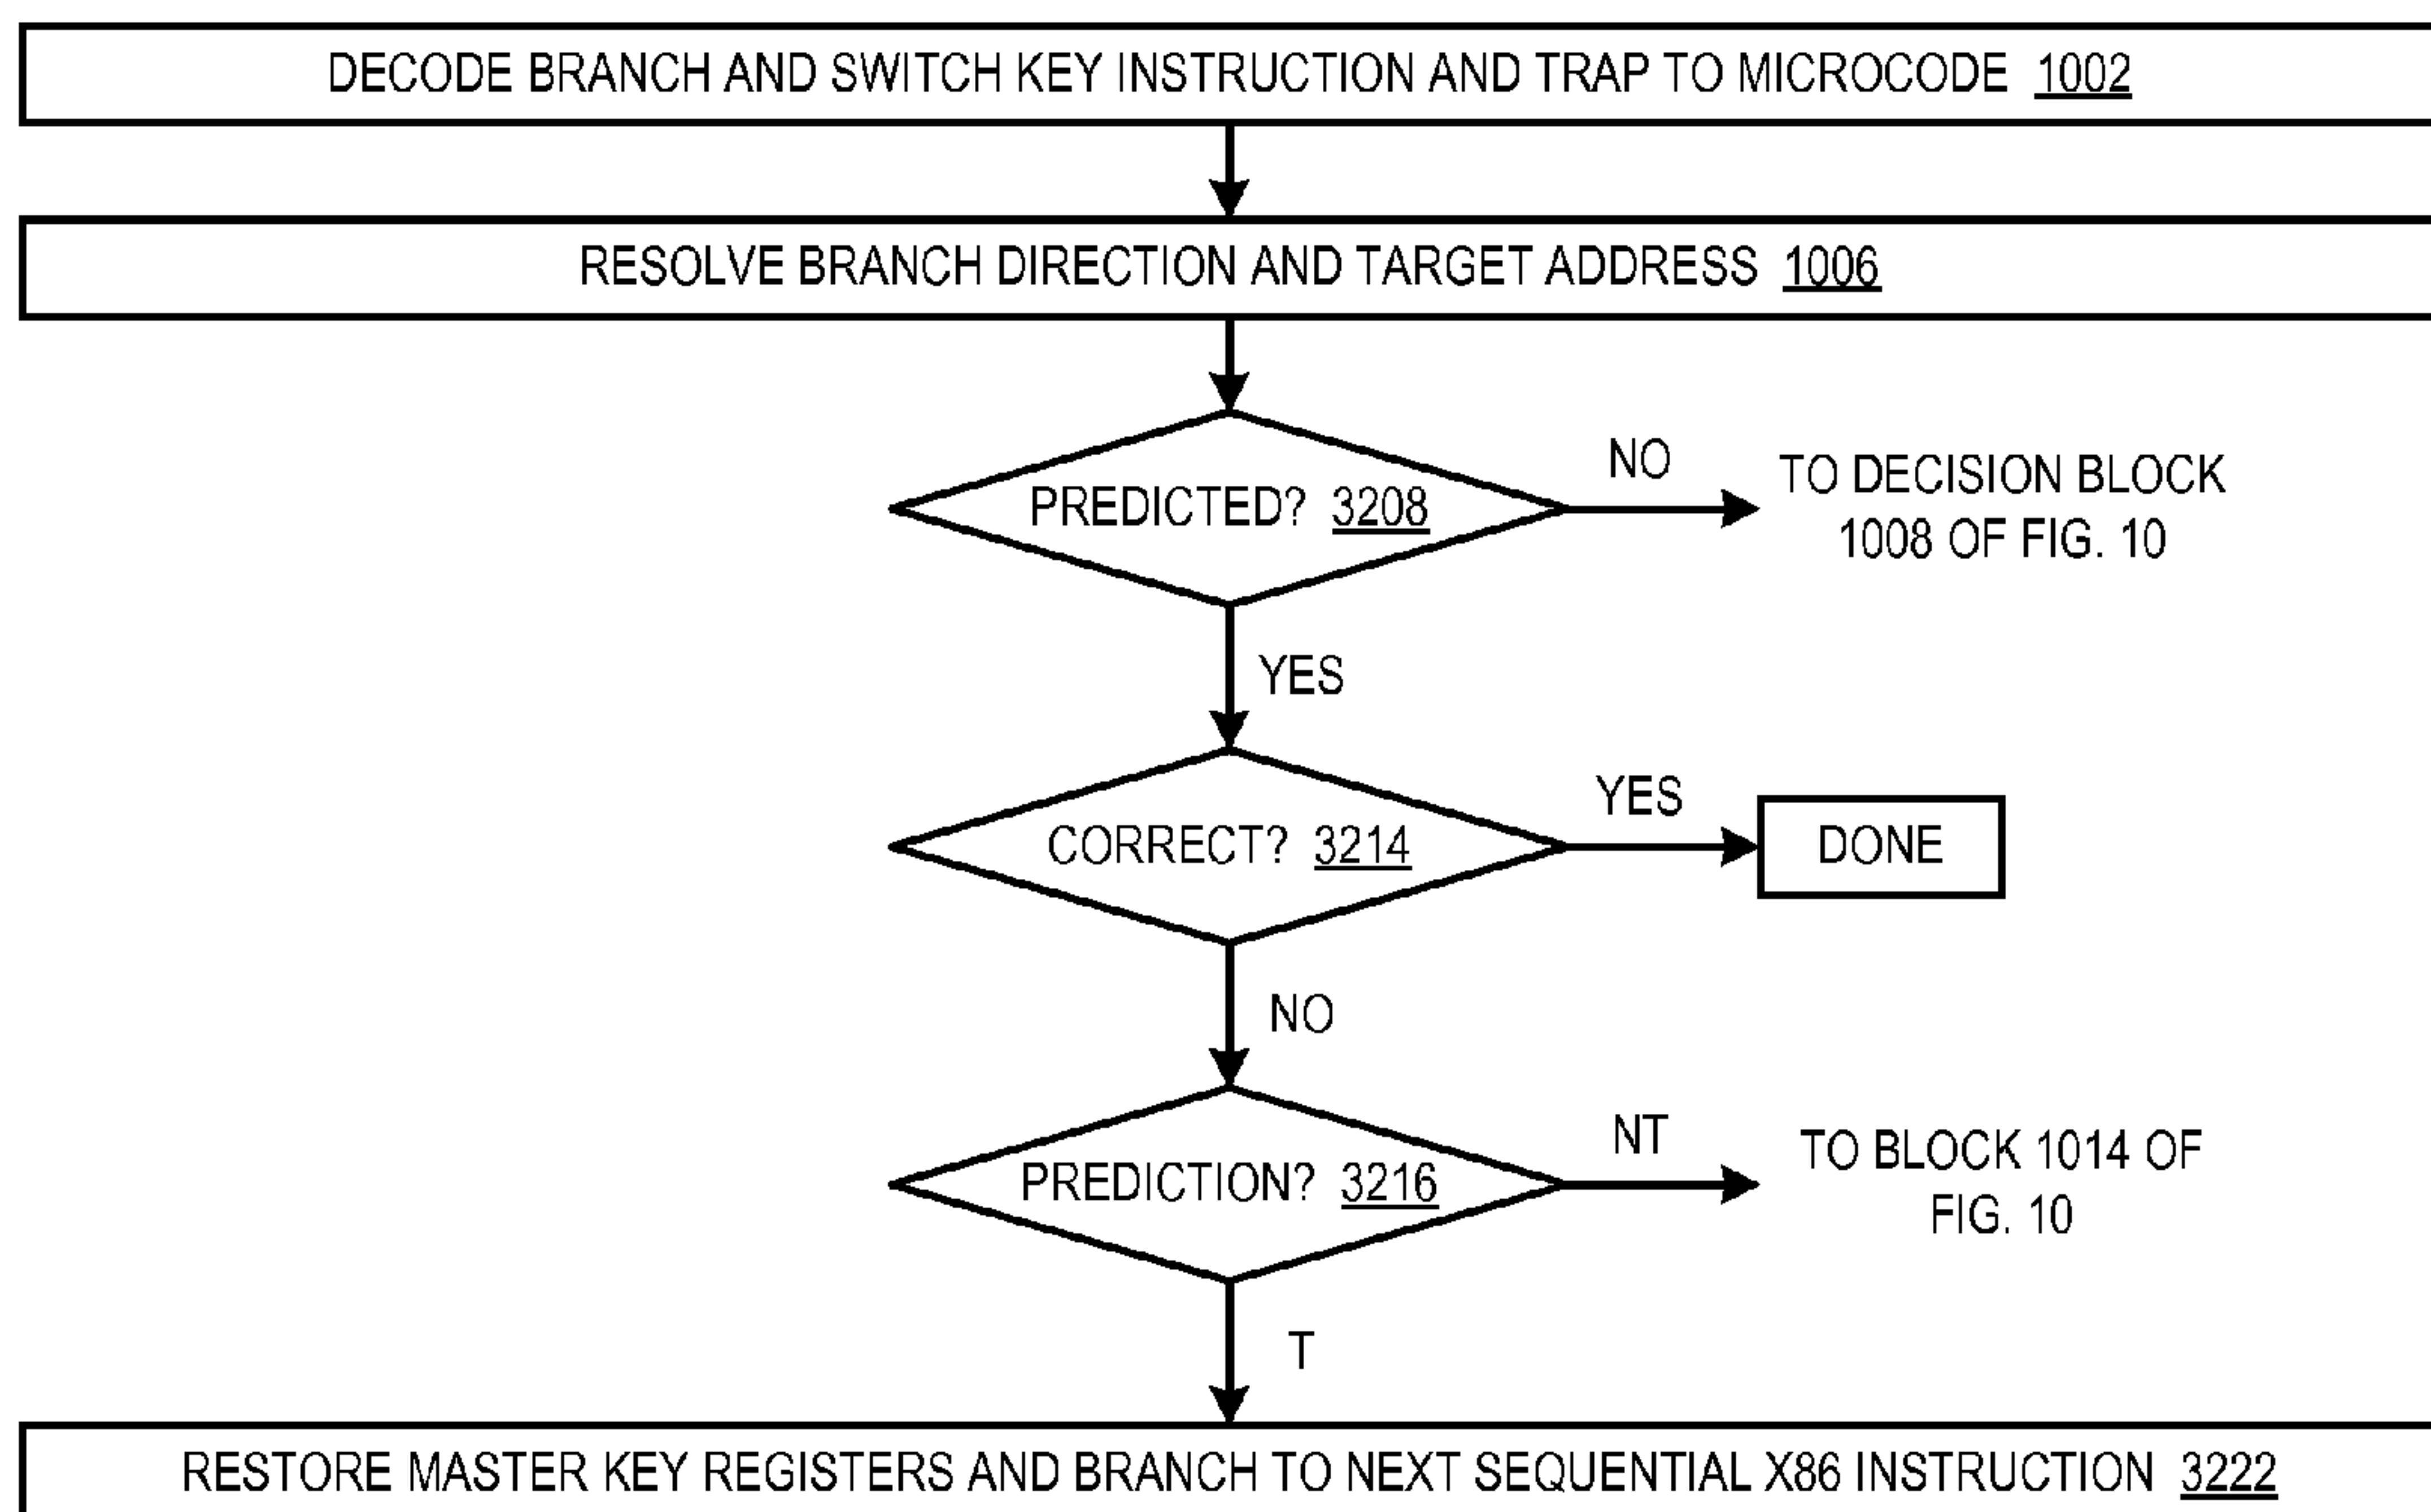 DECODE BRANCH AND SWITCH KEY INSTRUCTION AND TRAP TO MICROCODE 1002
RESOLVE BRANCH DIRECTION AND TARGET ADDRESS 1006
PREDICTED? 3208
NO
TO DECISION BLOCK
1008 OF FIG. 10
YES
CORRECT? 3214
YES
DONE
NO
PREDICTION? 3216
NT
TO BLOCK 1014 OF
FIG. 10
T
RESTORE MASTER KEY REGISTERS AND BRANCH TO NEXT SEQUENTIAL X86 INSTRUCTION 3222